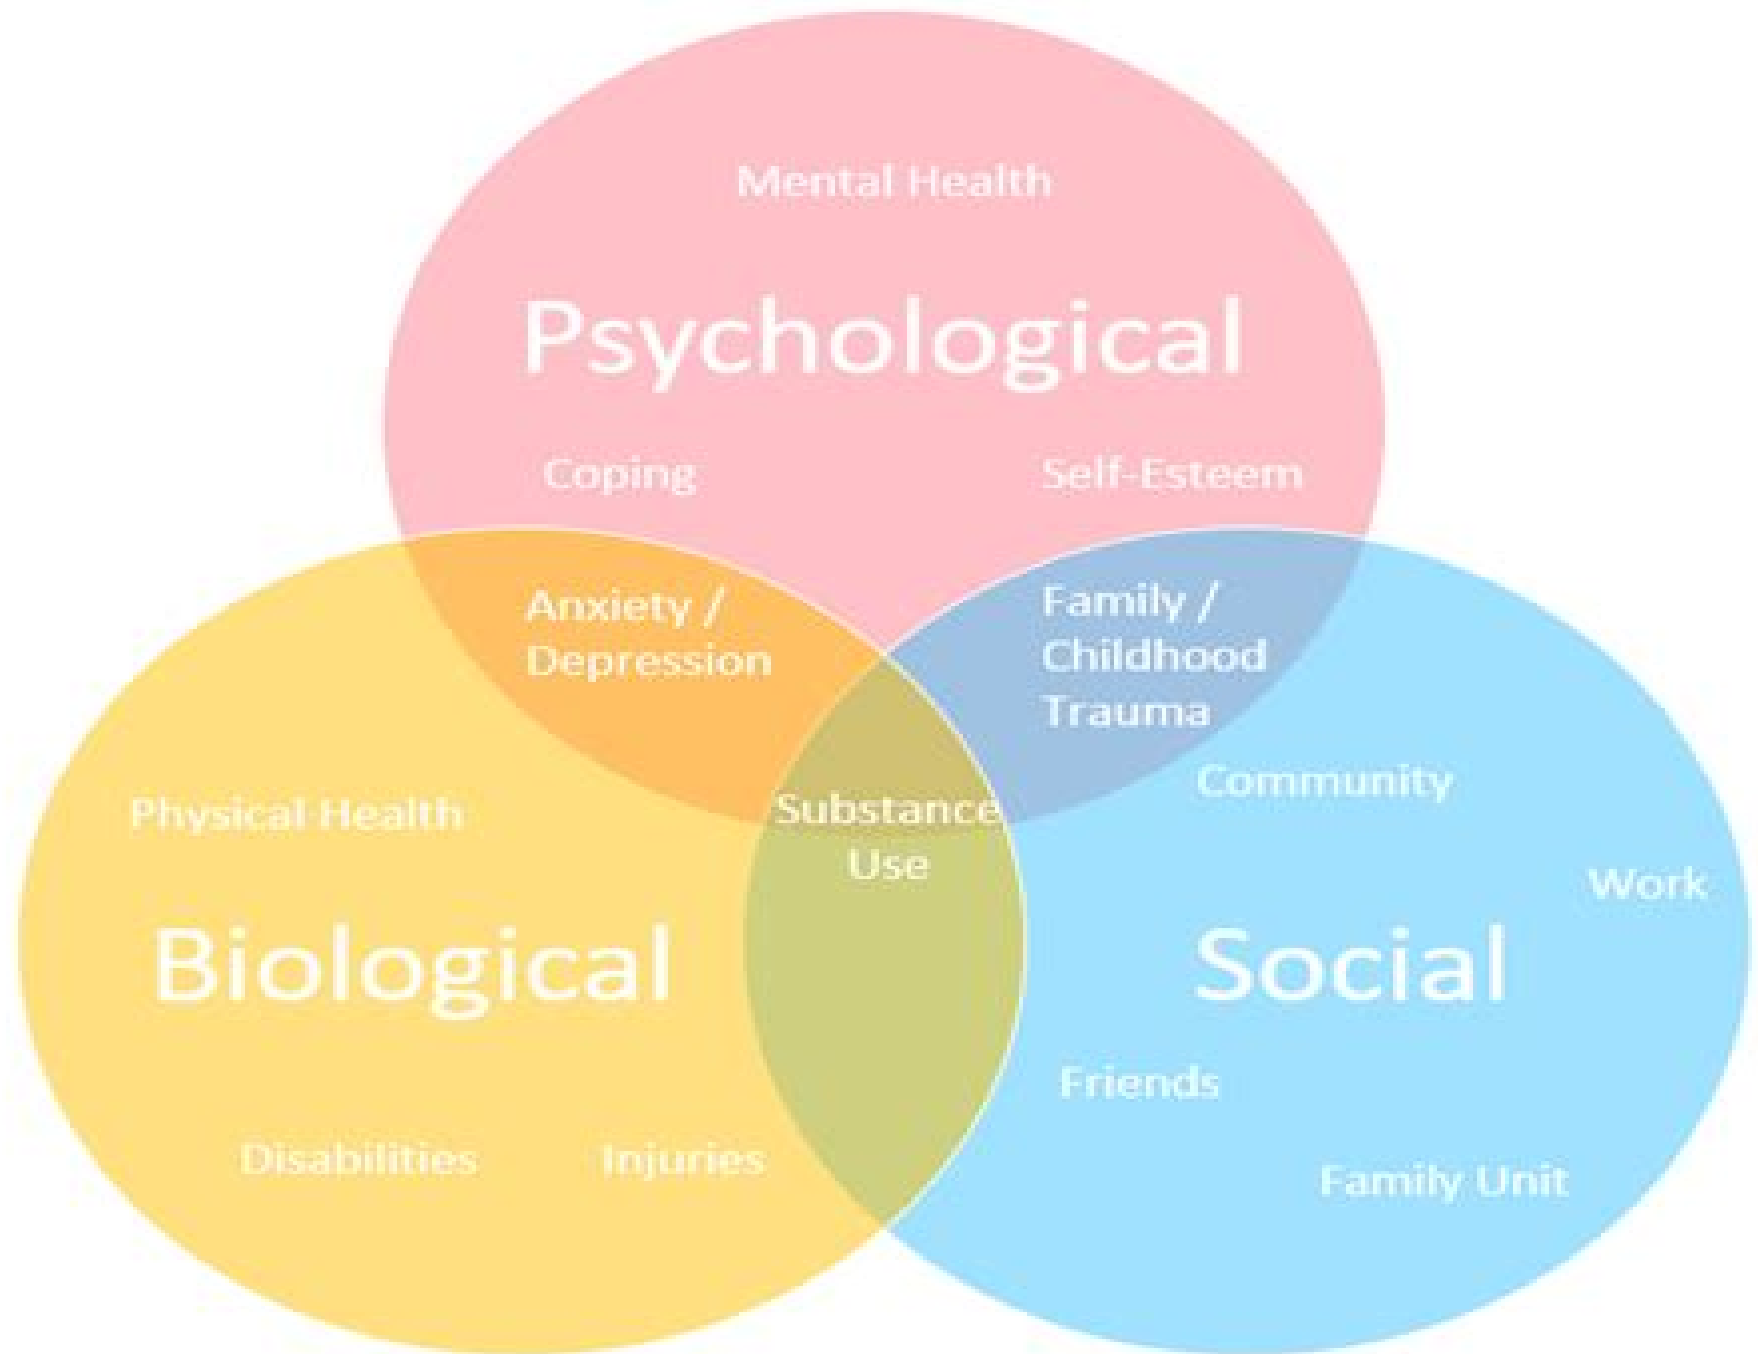 Mental Health
Psychological
Coping
Self-Esteem
Anxiety /
Depression
Family /
Childhood
Trauma
Physical Health
Biological
Disabilities
Injuries
Substance
Use
Community
Work
Social
Friends
Family Unit